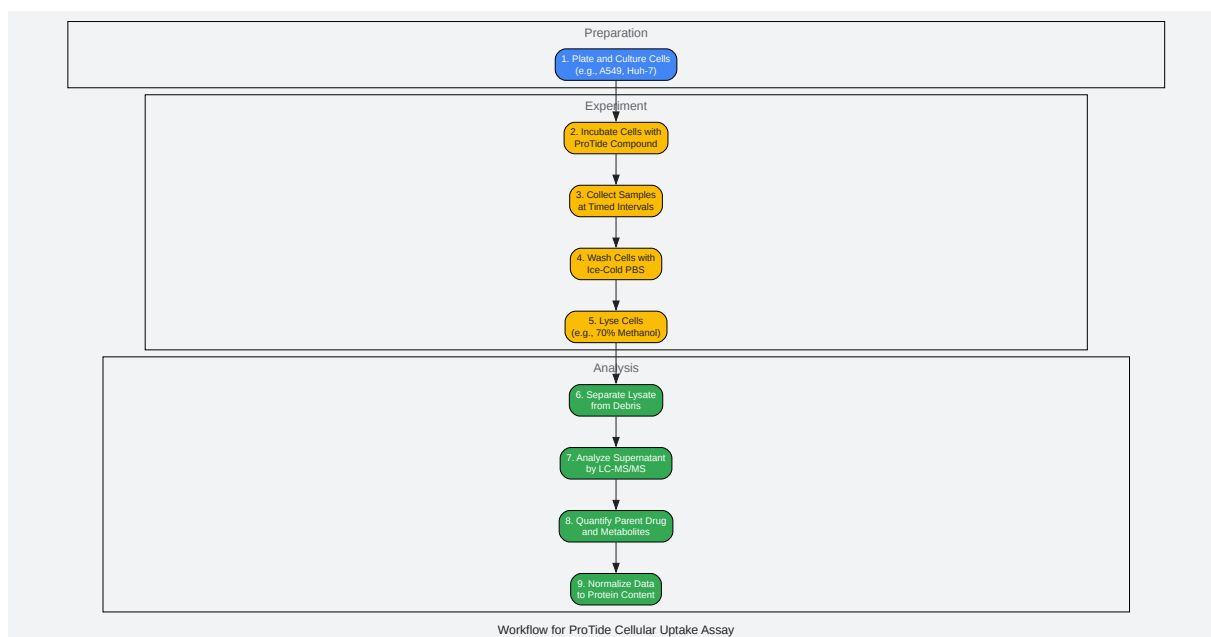 Preparation
1. Plate and Culture Cells
(e.g., A549, Huh-7)
Experiment
2. Incubate Cells with
ProTide Compound
3. Collect Samples
at Timed Intervals
4. Wash Cells with
Ice-Cold PBS
5. Lyse Cells
(e.g., 70% Methanol)
Analysis
6. Separate Lysate
from Debris
7. Analyze Supernatant
by LC-MS/MS
8. Quantify Parent Drug
and Metabolites
9. Normalize Data
to Protein Content
Workflow for ProTide Cellular Uptake Assay